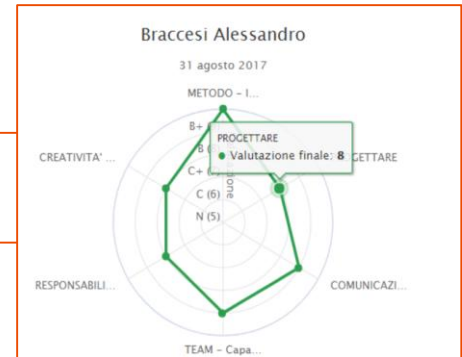 Braccesi Alessandro
31 agosto 2017
METODO - I...
B+
PROGETTARE
Valutazione finale: 8
CREATIVITA' ...
GETTARE
C+
C (6)
N (5)
RESPONSABILI...
COMUNICAZI...
TEAM - Capa...